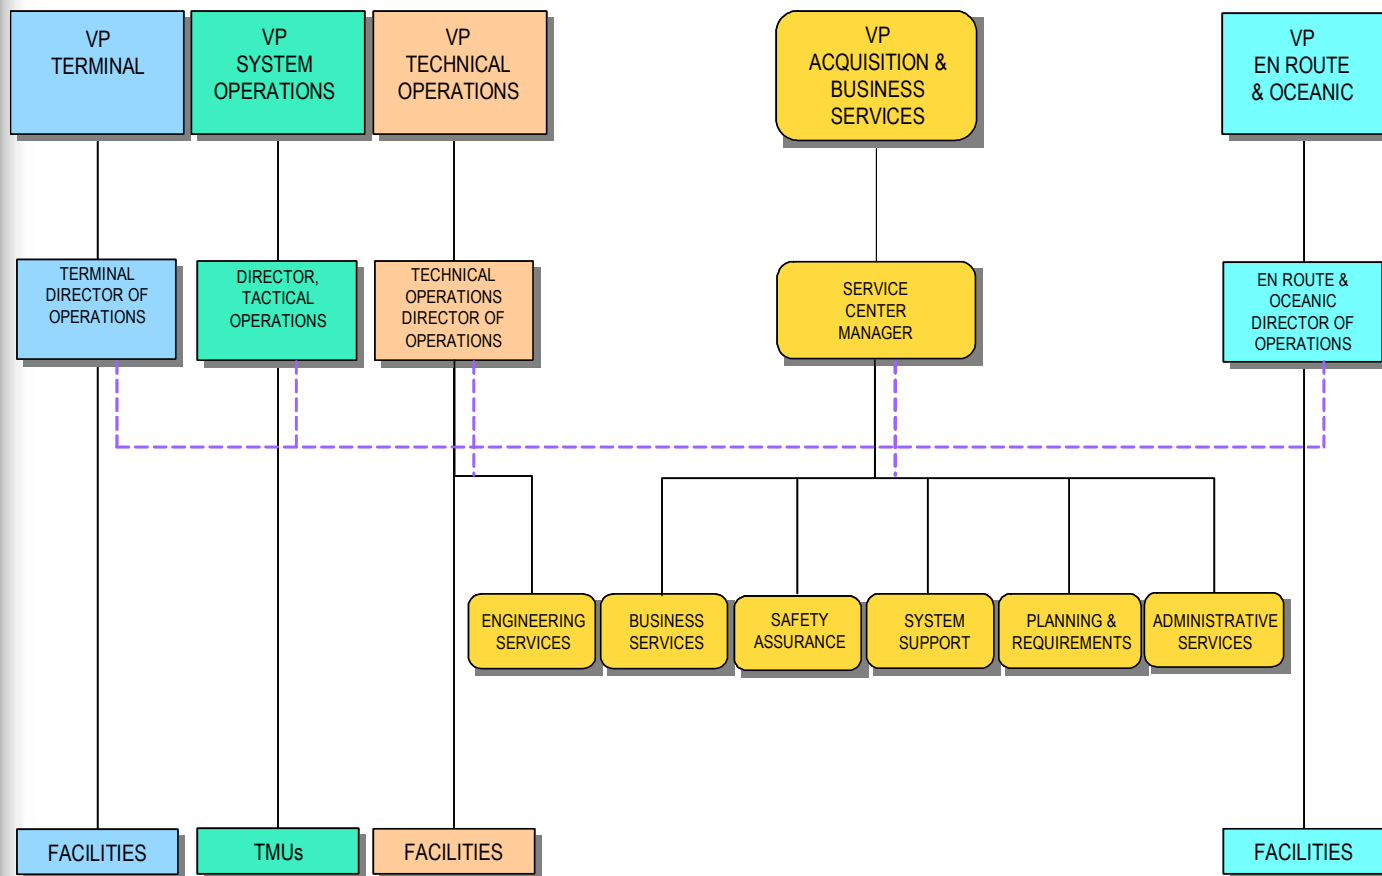 VP
TERMINAL
VP
SYSTEM
OPERATIONS
VP
TECHNICAL
OPERATIONS
VP
ACQUISITION &
BUSINESS
SERVICES
VP
EN ROUTE
& OCEANIC
TERMINAL
DIRECTOR OF
OPERATIONS
DIRECTOR,
TACTICAL
OPERATIONS
TECHNICAL
OPERATIONS
DIRECTOR OF
OPERATIONS
SERVICE
CENTER
MANAGER
EN ROUTE &
OCEANIC
DIRECTOR OF
OPERATIONS
ENGINEERING
SERVICES
BUSINESS
SERVICES
SAFETY
ASSURANCE
SYSTEM
SUPPORT
PLANNING &
REQUIREMENTS
ADMINISTRATIVE
SERVICES
FACILITIES
TMUs
FACILITIES
FACILITIES